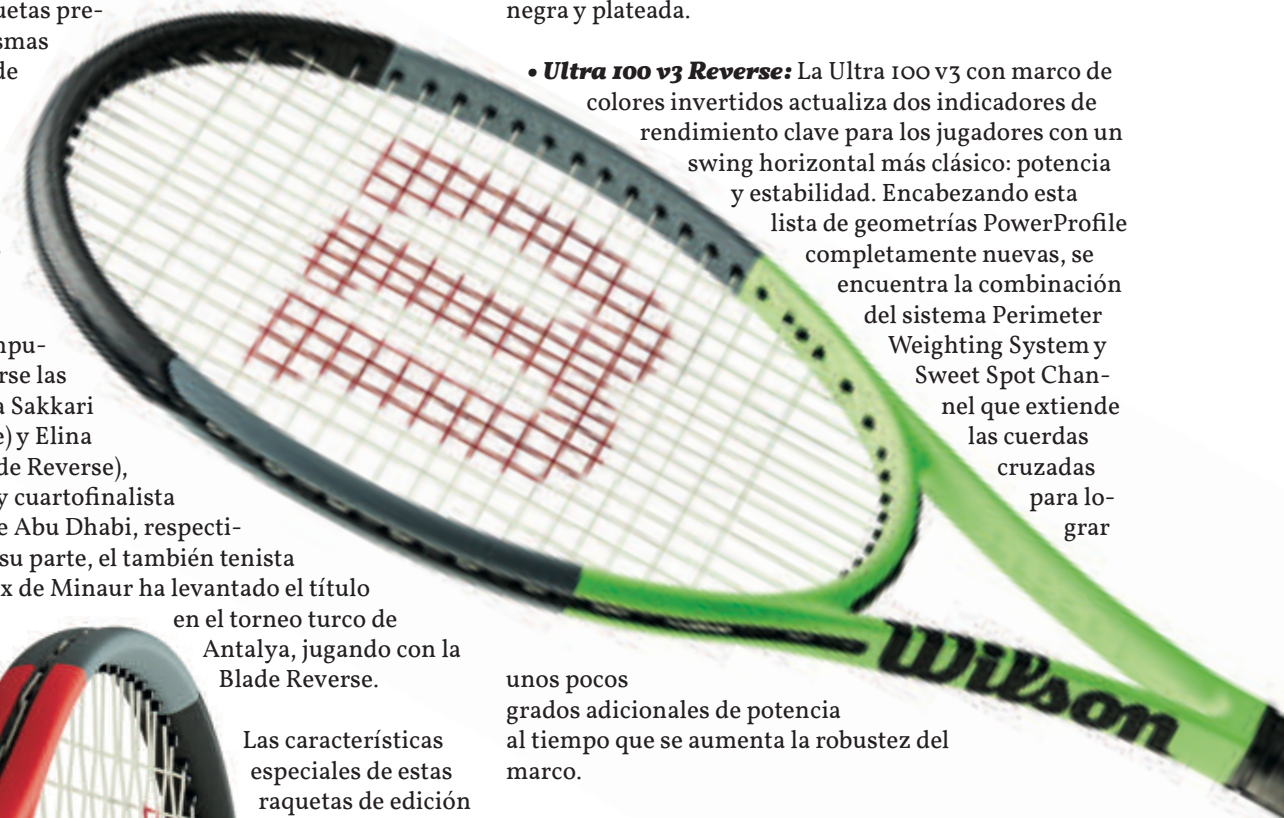 uetas pre-
smas
de
mpu-
rse las
a Sakkari
e) y Elina
de Reverse),
y cuartofinalista
e Abu Dhabi, respecti-
su parte, el también tenista
x de Minaur ha levantado el título
en el torneo turco de
Antalya, jugando con la
Blade Reverse.
Las características
especiales de estas
raquetas de edición
negra y plateada.
• Ultra 100 v3 Reverse: La Ultra 100 v3 con marco de
colores invertidos actualiza dos indicadores de
rendimiento clave para los jugadores con un
swing horizontal más clásico: potencia
y estabilidad. Encabezando esta
lista de geometrías PowerProfile
completamente nuevas, se
encuentra la combinación
del sistema Perimeter
Weighting System y
Sweet Spot Chan-
nel que extiende
las cuerdas
cruzadas
para lo-
grar
unos pocos
grados adicionales de potencia
al tiempo que se aumenta la robustez del
marco.
Wilson